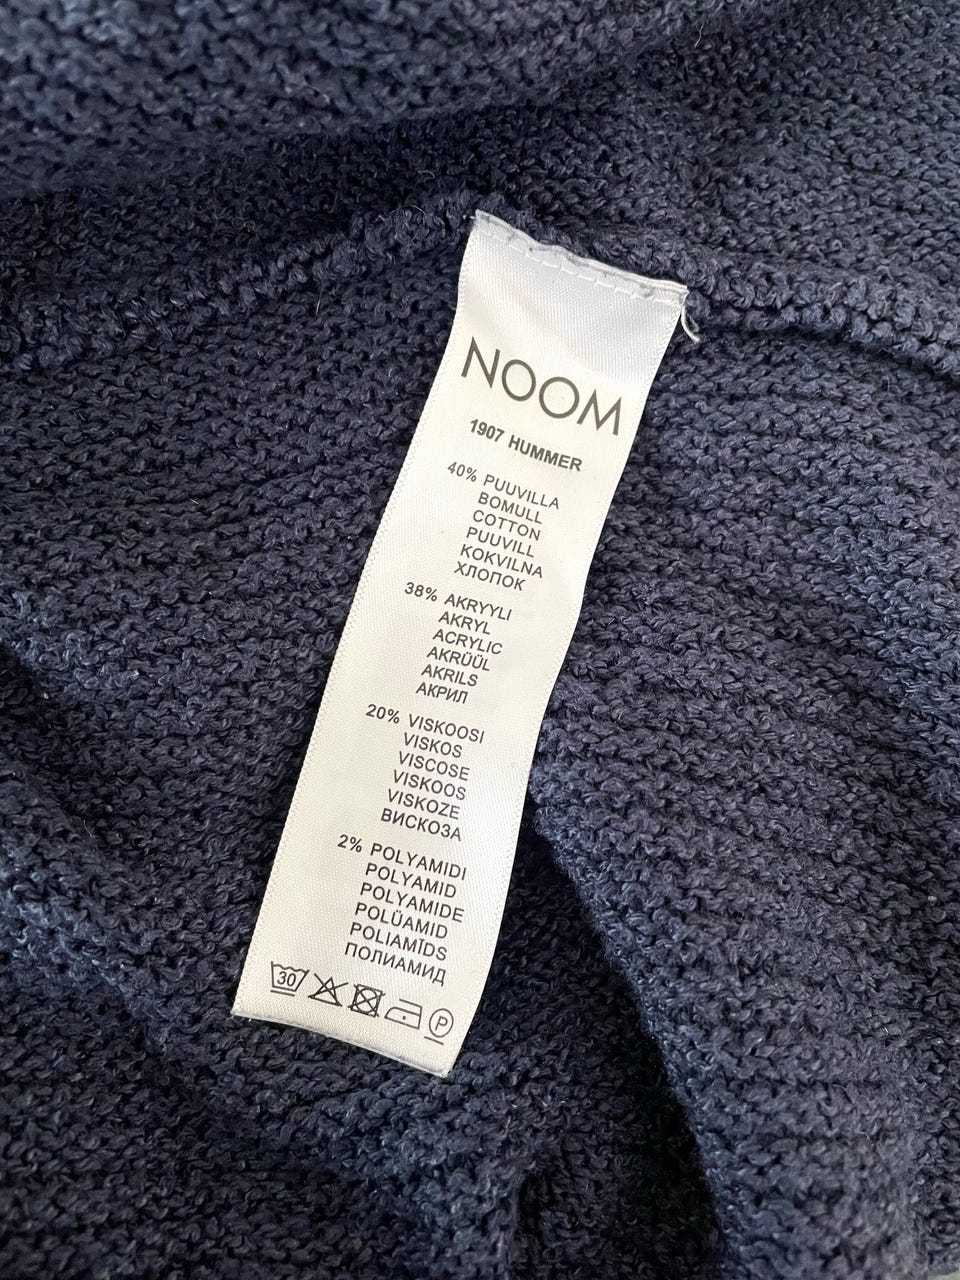 NOOM
1907 HUMMER
40% PUUVILLA
BOMULL
COTTON
PUUVILL
KOKVILNA
ХЛОПОК
38% AKRYYLI
AKRYL
ACRYLIC
AKRÜÜL
AKRILS
АКРИЛ
20% VISKOOSI
VISKOS
VISCOSE
VISKOOS
VISKOZE
ВИСКОЗА
2% POLYAMIDI
POLYAMID
POLYAMIDE
POLÜAMID
POLIAMĪDS
ПОЛИАМИД
30 P